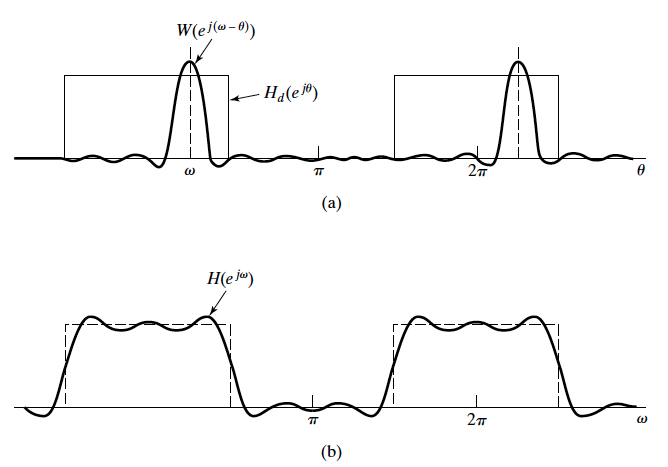 W(e^{j(ω – θ)})
H_d(e^{jθ})
ω π 2π θ
(a)
H(e^{jω})
π 2π ω
(b)